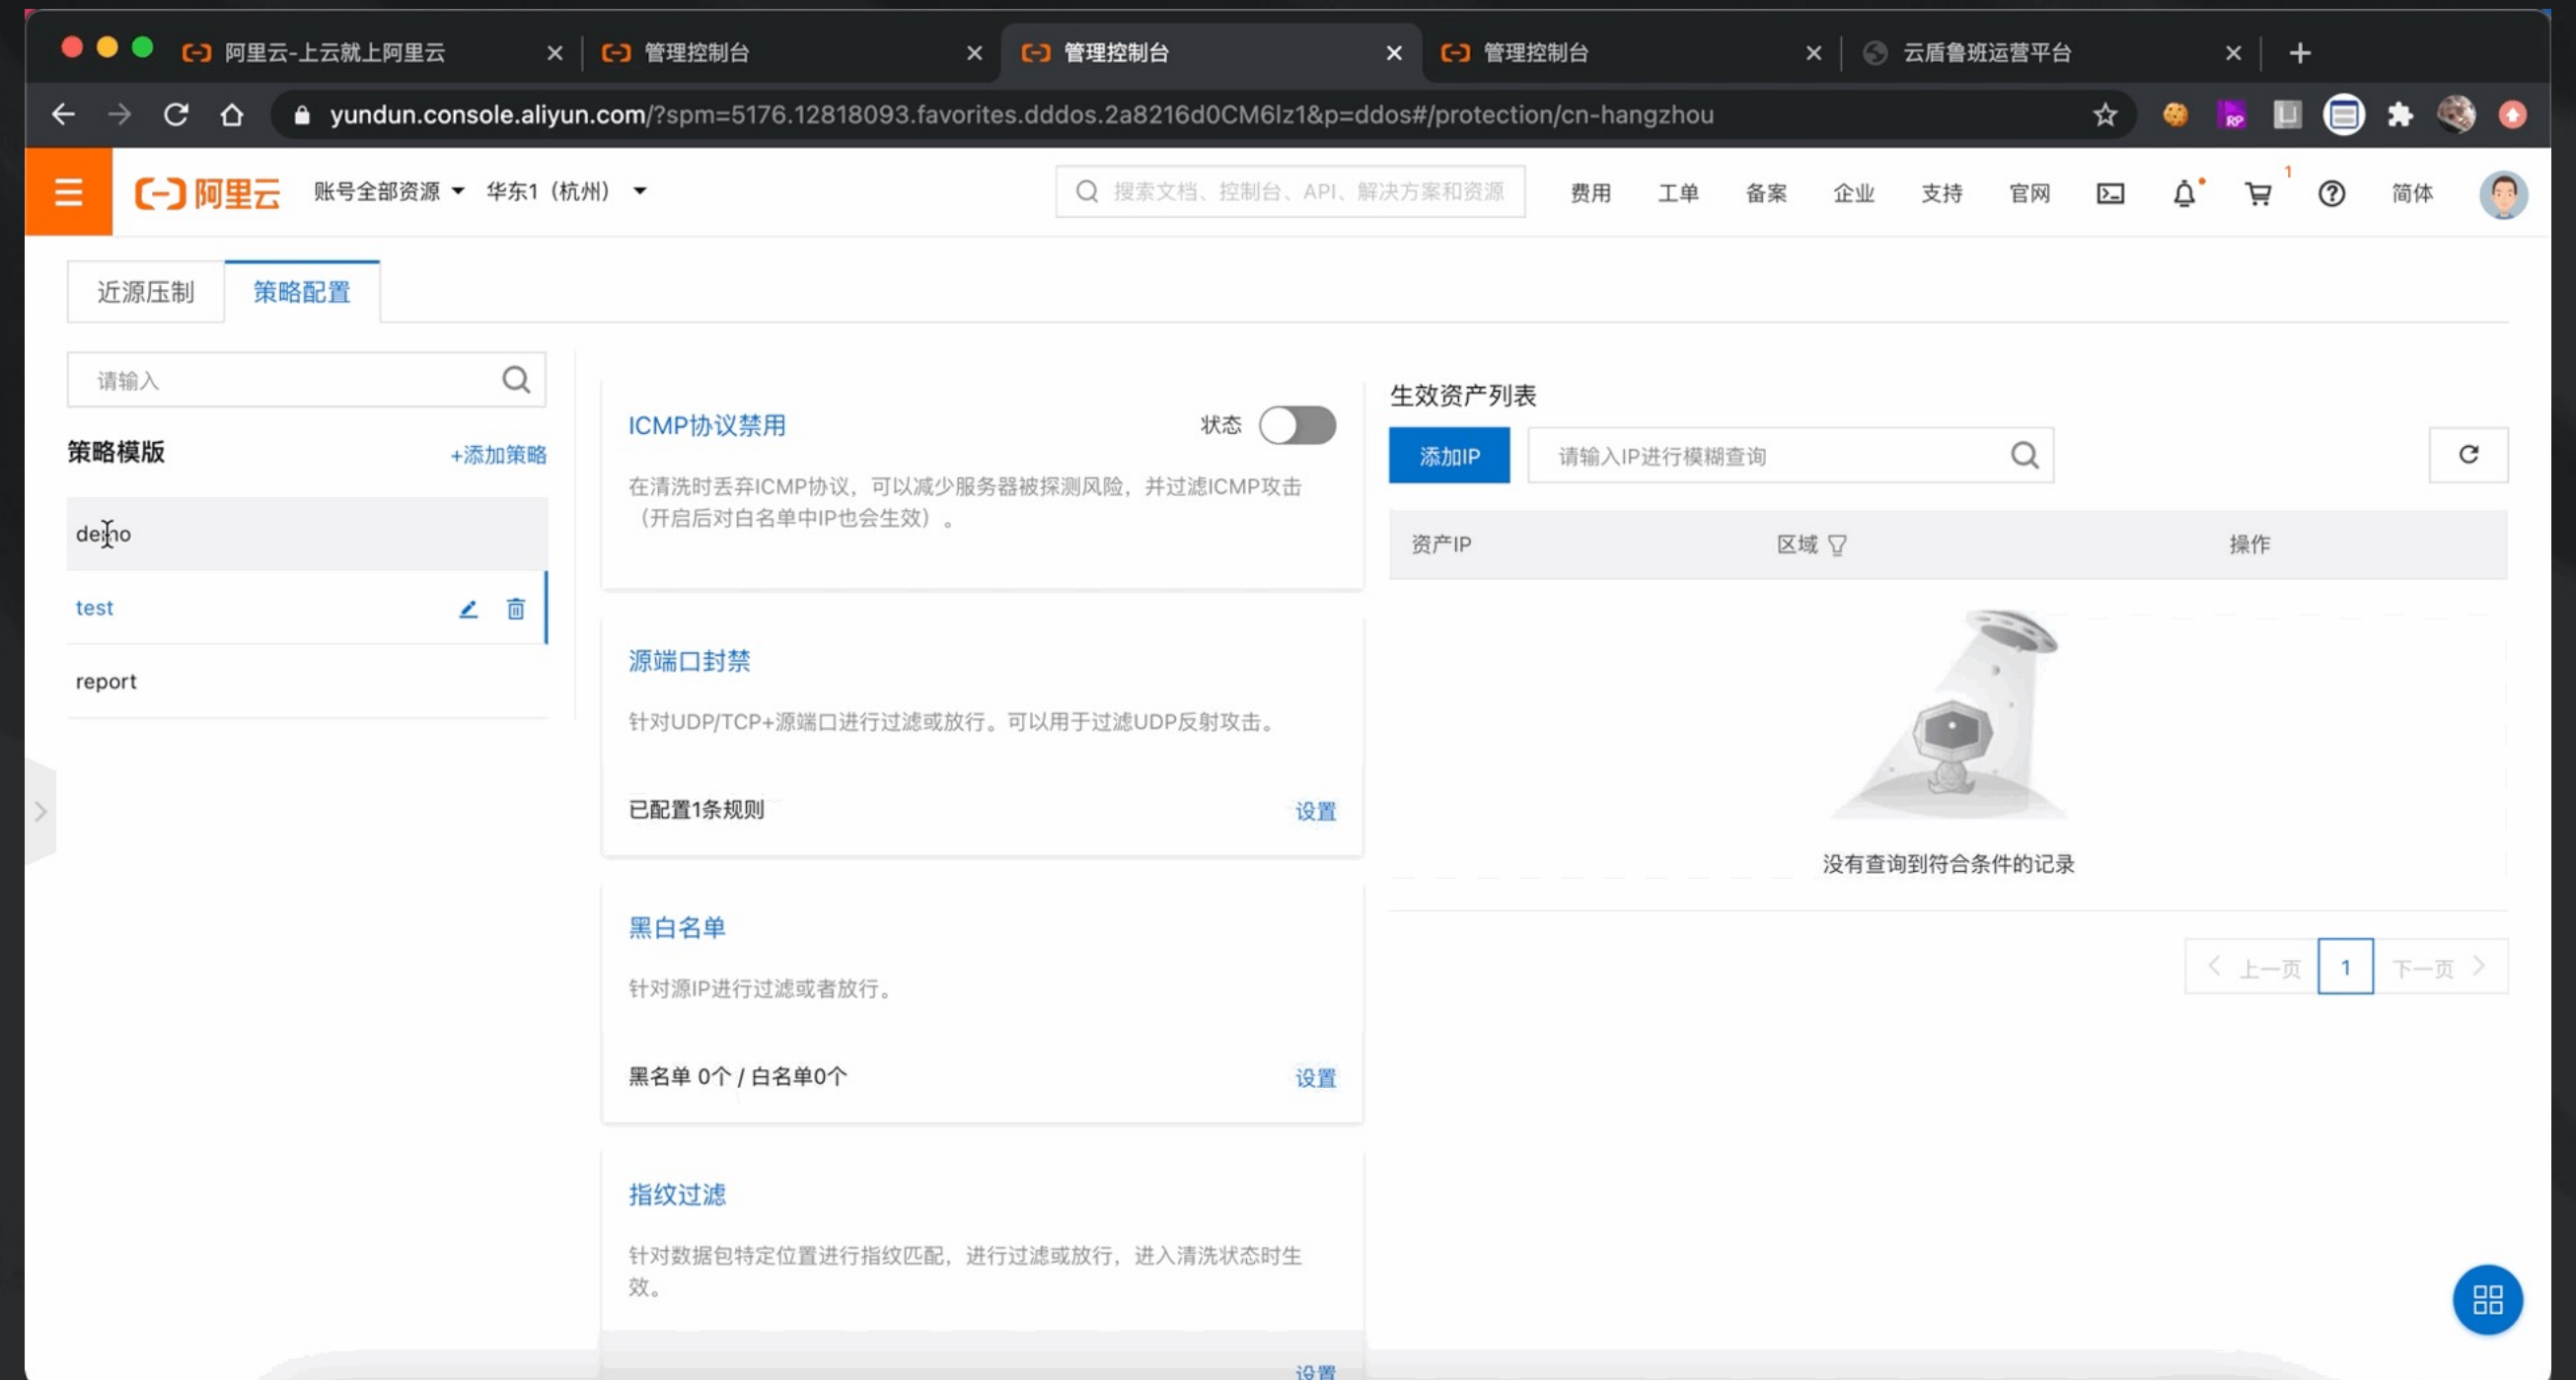 阿里云-上云就上阿里云
管理控制台
管理控制台
管理控制台
云盾鲁班运营平台
yundun.console.aliyun.com/?spm=5176.12818093.favorites.dddos.2a8216d0CM6lz1&p=ddos#/protection/cn-hangzhou
阿里云
账号全部资源
华东1（杭州）
搜索文档、控制台、API、解决方案和资源
费用
工单
备案
企业
支持
官网
1
简体
近源压制
策略配置
请输入
策略模版
+添加策略
demo
test
report
ICMP协议禁用
状态
在清洗时丢弃ICMP协议，可以减少服务器被探测风险，并过滤ICMP攻击
（开启后对白名单中IP也会生效）。
源端口封禁
针对UDP/TCP+源端口进行过滤或放行。可以用于过滤UDP反射攻击。
已配置1条规则
设置
黑白名单
针对源IP进行过滤或者放行。
黑名单 0个 / 白名单0个
设置
指纹过滤
针对数据包特定位置进行指纹匹配，进行过滤或放行，进入清洗状态时生
效。
设置
生效资产列表
添加IP
请输入IP进行模糊查询
资产IP
区域
操作
没有查询到符合条件的记录
上一页
1
下一页